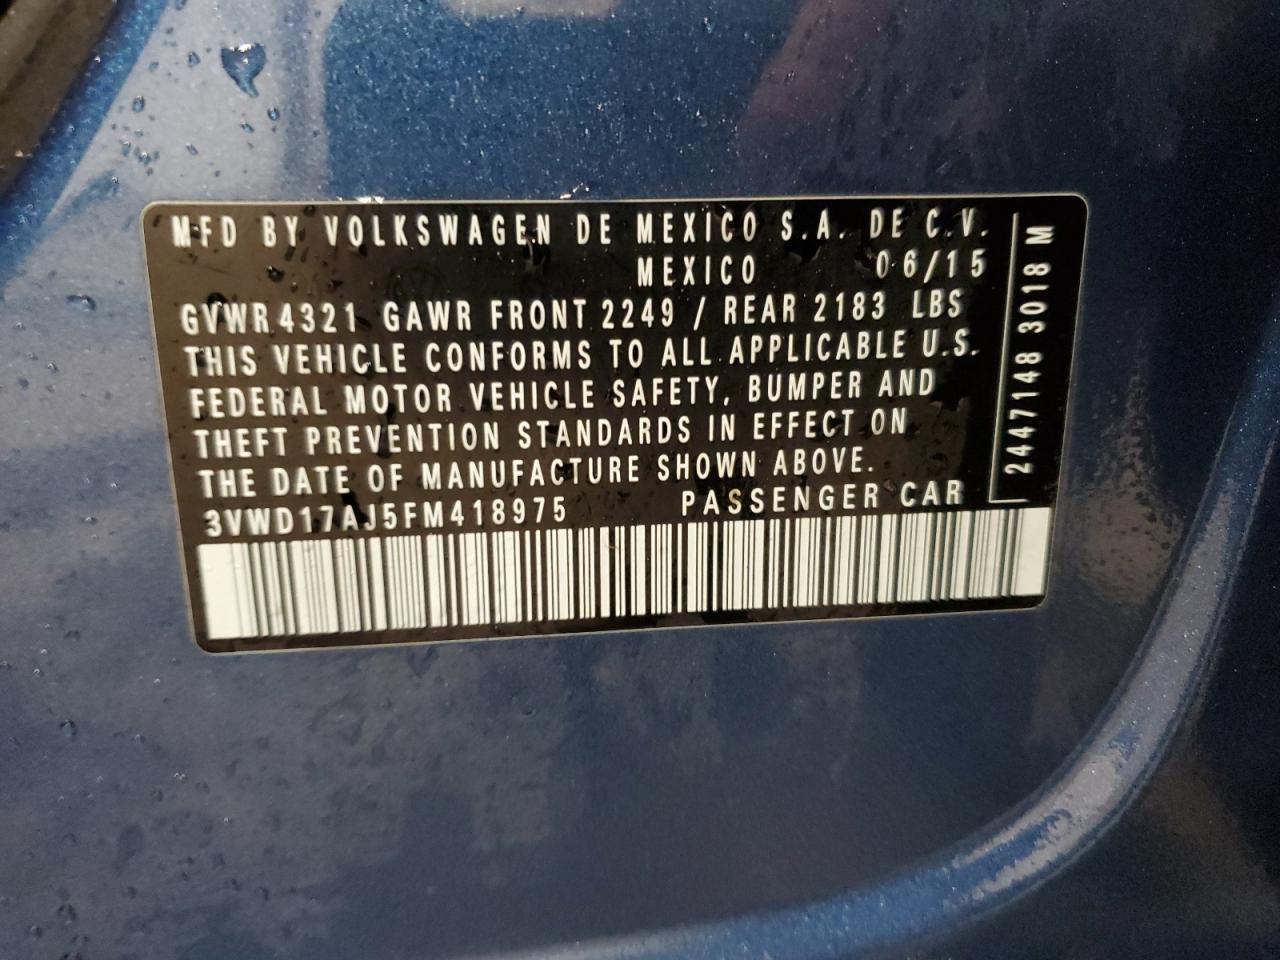 MFD BY VOLKSWAGEN DE MEXICO S.A. DE C.V.
MEXICO 06/15
GVWR 4321 GAWR FRONT 2249 / REAR 2183 LBS
THIS VEHICLE CONFORMS TO ALL APPLICABLE U.S.
FEDERAL MOTOR VEHICLE SAFETY, BUMPER AND
THEFT PREVENTION STANDARDS IN EFFECT ON
THE DATE OF MANUFACTURE SHOWN ABOVE.
3VWD17AJ5FM418975 PASSENGER CAR
2447148 3018 M